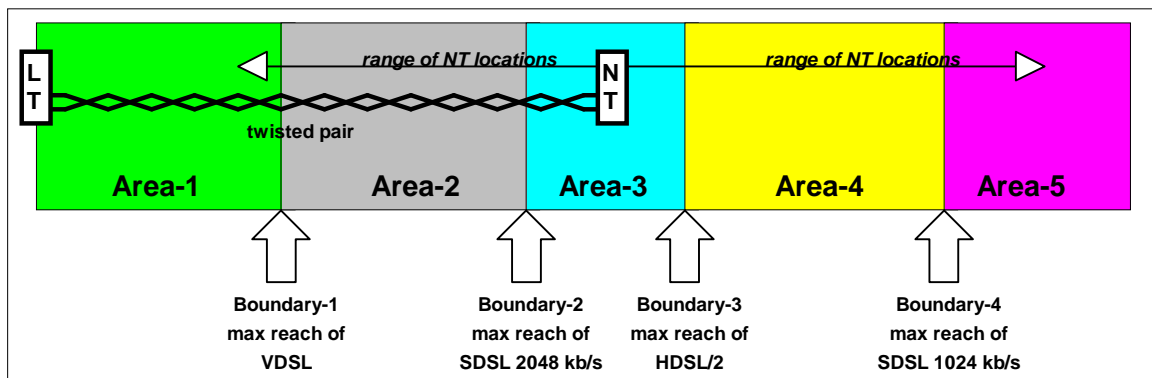 range of NT locations
range of NT locations
L
T
N
T
twisted pair
Area-1
Area-2
Area-3
Area-4
Area-5
Boundary-1
max reach of
VDSL
Boundary-2
max reach of
SDSL 2048 kb/s
Boundary-3
max reach of
HDSL/2
Boundary-4
max reach of
SDSL 1024 kb/s